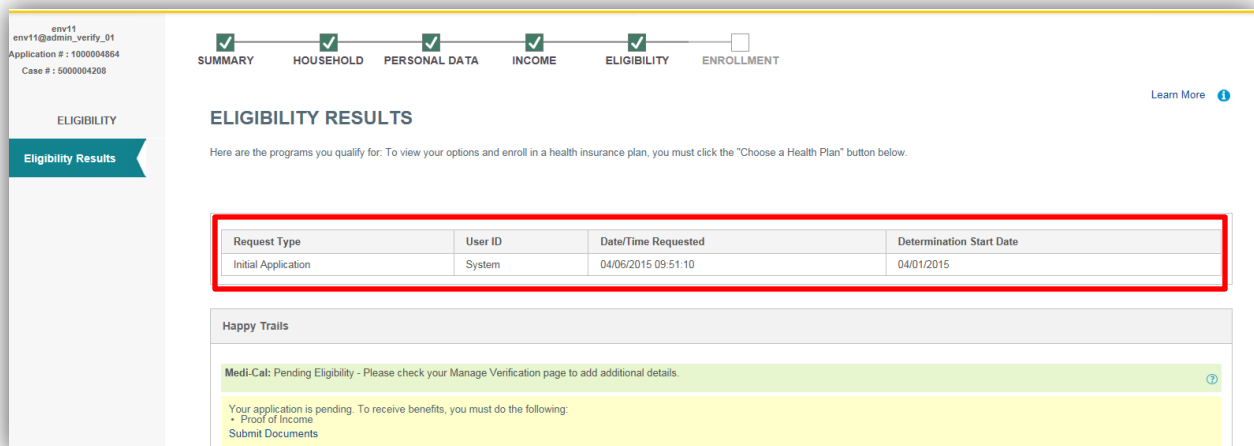 env11
env11@admin_verify_01
Application # : 1000004864
Case # : 5000004208
SUMMARY HOUSEHOLD PERSONAL DATA INCOME ELIGIBILITY ENROLLMENT
Learn More
ELIGIBILITY
Eligibility Results
ELIGIBILITY RESULTS
Here are the programs you qualify for: To view your options and enroll in a health insurance plan, you must click the "Choose a Health Plan" button below.
Request Type User ID Date/Time Requested Determination Start Date
Initial Application System 04/06/2015 09:51:10 04/01/2015
Happy Trails
Medi-Cal: Pending Eligibility - Please check your Manage Verification page to add additional details.
Your application is pending. To receive benefits, you must do the following:
• Proof of Income
Submit Documents